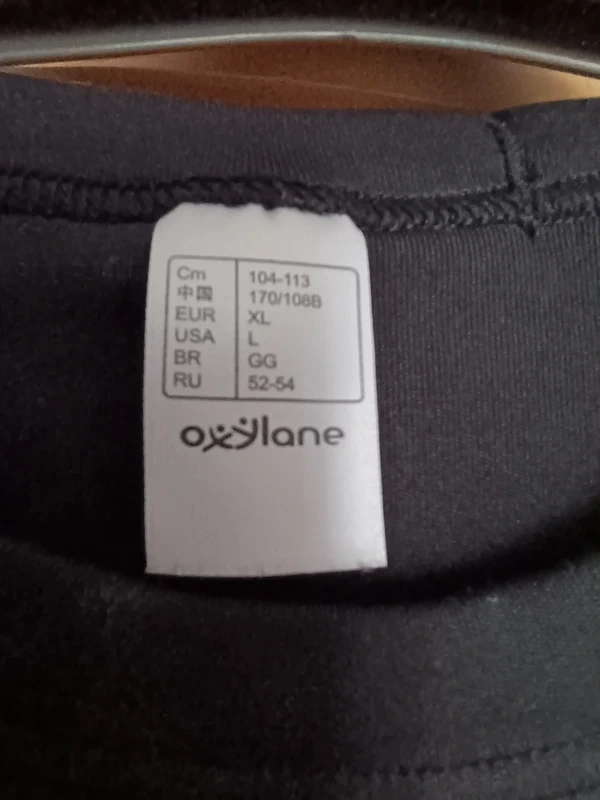 Cm 104-113
中国 170/108B
EUR XL
USA L
BR GG
RU 52-54
oxylane